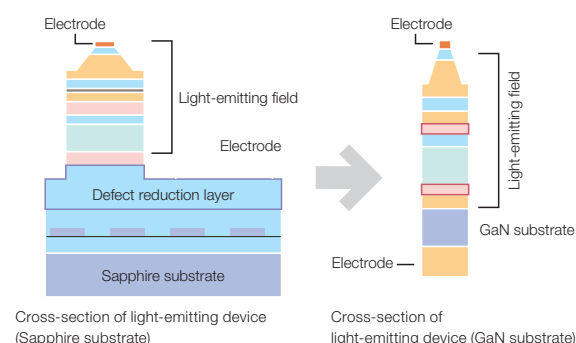 Electrode
Light-emitting field
Electrode
Defect reduction layer
Sapphire substrate
Cross-section of light-emitting device
(Sapphire substrate)
Electrode
Light-emitting field
GaN substrate
Electrode
Cross-section of
light-emitting device (GaN substrate)